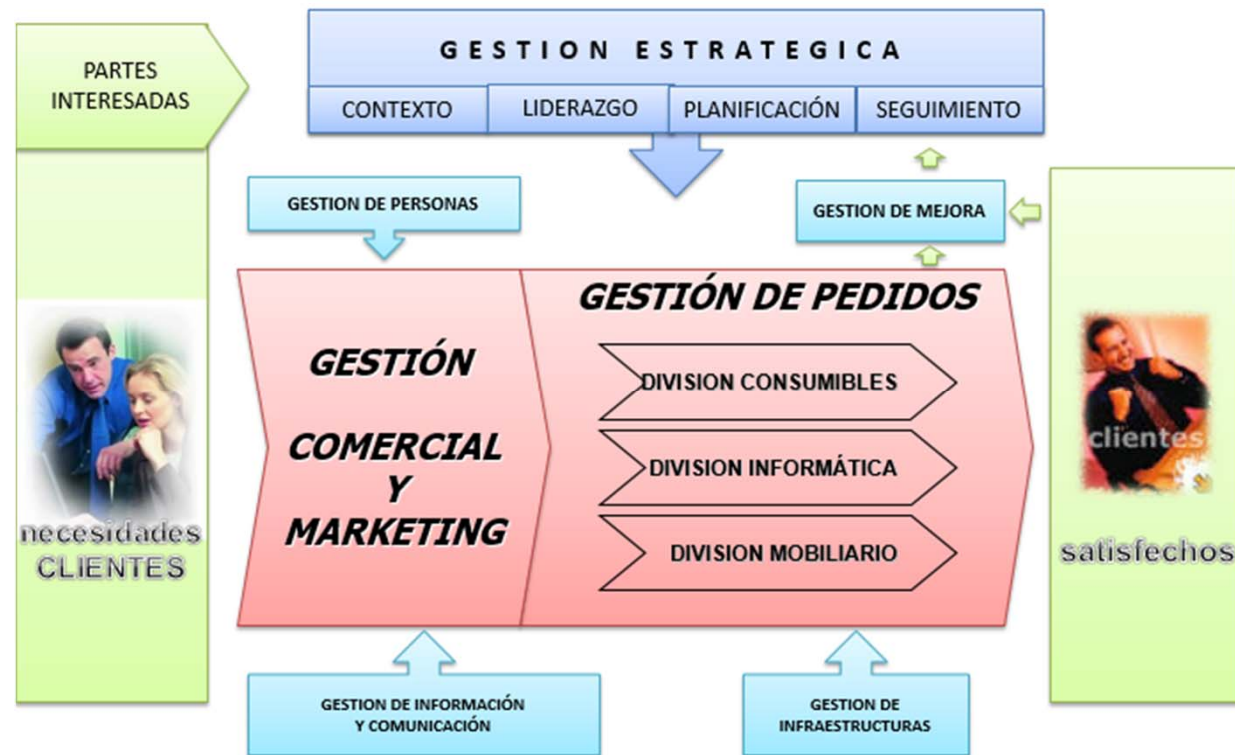 PARTES
INTERESADAS
GESTION ESTRATEGICA
CONTEXTO
LIDERAZGO
PLANIFICACIÓN
SEGUIMIENTO
GESTION DE PERSONAS
GESTION DE MEJORA
necesidades
CLIENTES
GESTIÓN
COMERCIAL
Y
MARKETING
GESTIÓN DE PEDIDOS
DIVISION CONSUMIBLES
DIVISION INFORMÁTICA
DIVISION MOBILIARIO
clientes
satisfechos
GESTION DE INFORMACIÓN
Y COMUNICACIÓN
GESTION DE
INFRAESTRUCTURAS